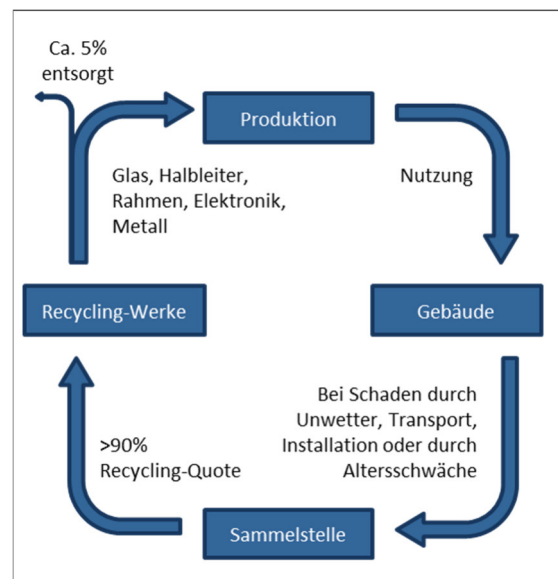 Ca. 5%
entsorgt
Produktion
Glas, Halbleiter,
Rahmen, Elektronik,
Metall
Nutzung
Recycling-Werke
Gebäude
Bei Schaden durch
Unwetter, Transport,
Installation oder durch
Altersschwäche
>90%
Recycling-Quote
Sammelstelle